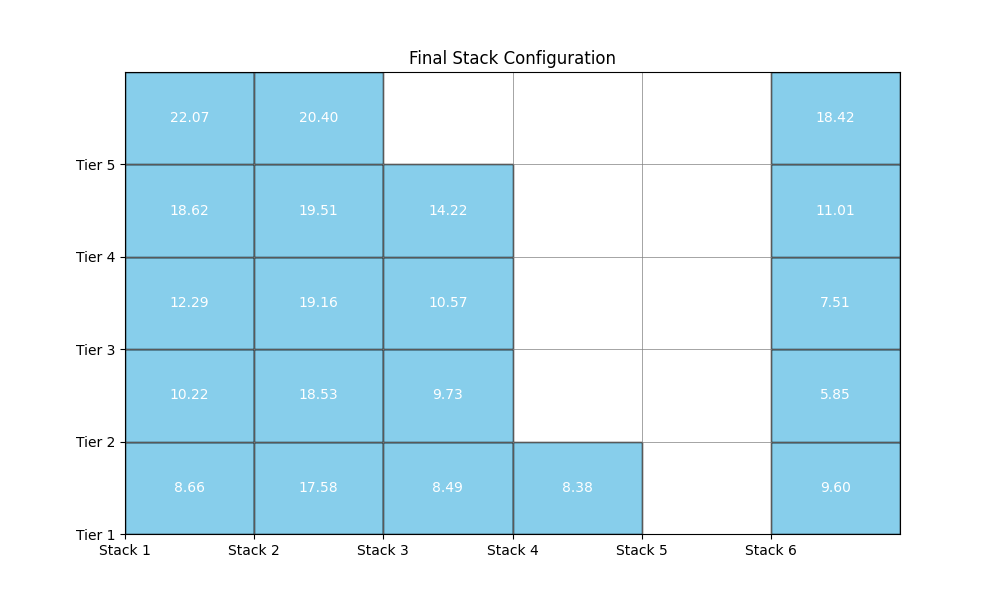 Final Stack Configuration
22.07 20.40 18.42
Tier 5
18.62 19.51 14.22 11.01
Tier 4
12.29 19.16 10.57 7.51
Tier 3
10.22 18.53 9.73 5.85
Tier 2
8.66 17.58 8.49 8.38 9.60
Tier 1
Stack 1 Stack 2 Stack 3 Stack 4 Stack 5 Stack 6